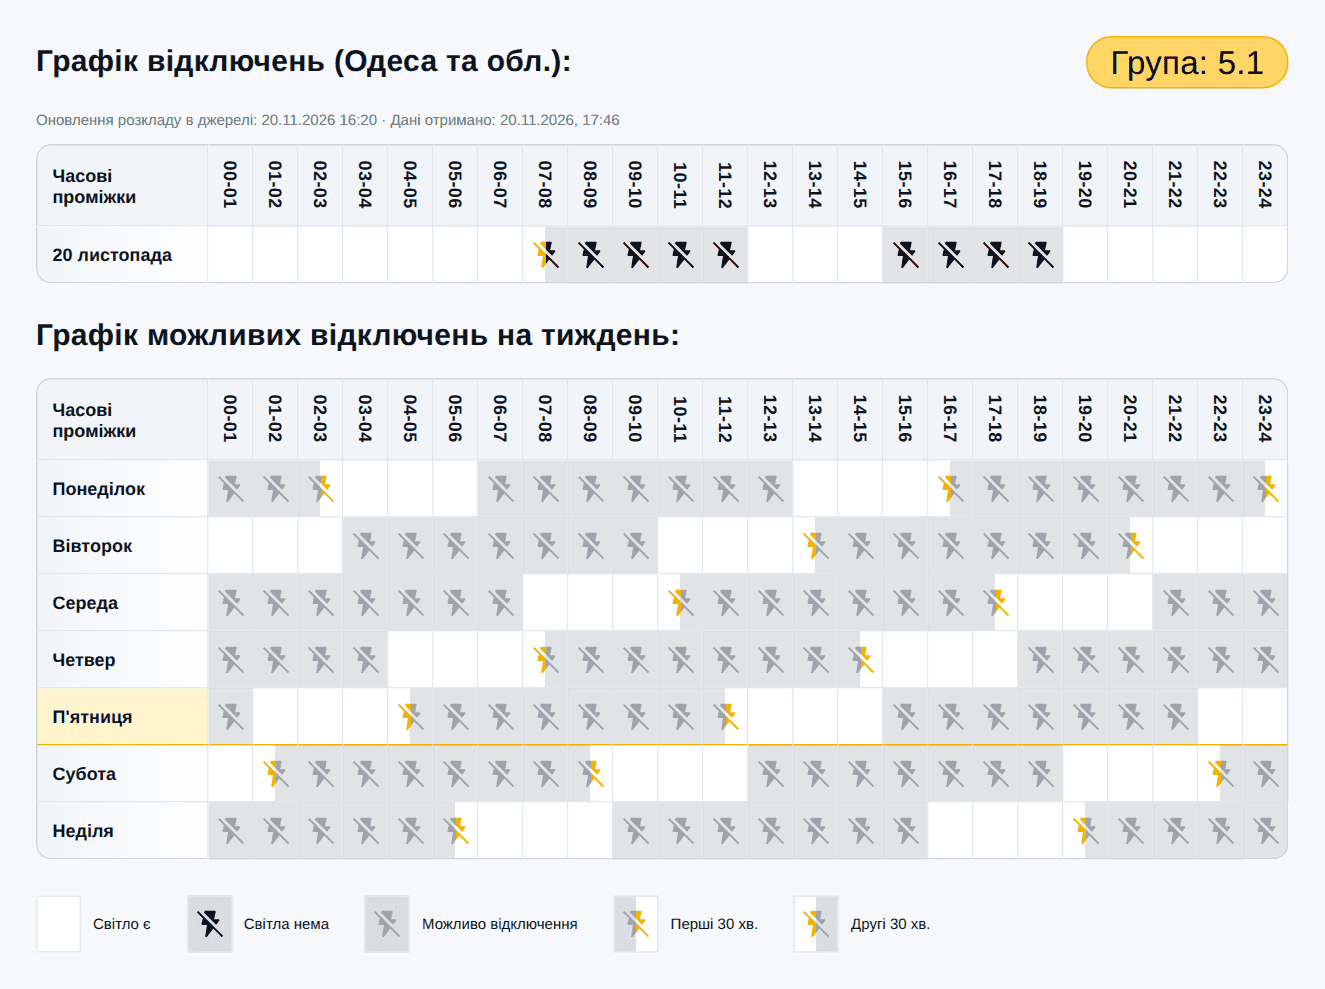 Графік відключень (Одеса та обл.):
Група: 5.1
Оновлення розкладу в джерелі: 20.11.2026 16:20 · Дані отримано: 20.11.2026, 17:46
Часові проміжки 00-01 01-02 02-03 03-04 04-05 05-06 06-07 07-08 08-09 09-10 10-11 11-12 12-13 13-14 14-15 15-16 16-17 17-18 18-19 19-20 20-21 21-22 22-23 23-24
20 листопада
Графік можливих відключень на тиждень:
Часові проміжки 00-01 01-02 02-03 03-04 04-05 05-06 06-07 07-08 08-09 09-10 10-11 11-12 12-13 13-14 14-15 15-16 16-17 17-18 18-19 19-20 20-21 21-22 22-23 23-24
Понеділок
Вівторок
Середа
Четвер
П'ятниця
Субота
Неділя
Світло є Світла нема Можливо відключення Перші 30 хв. Другі 30 хв.